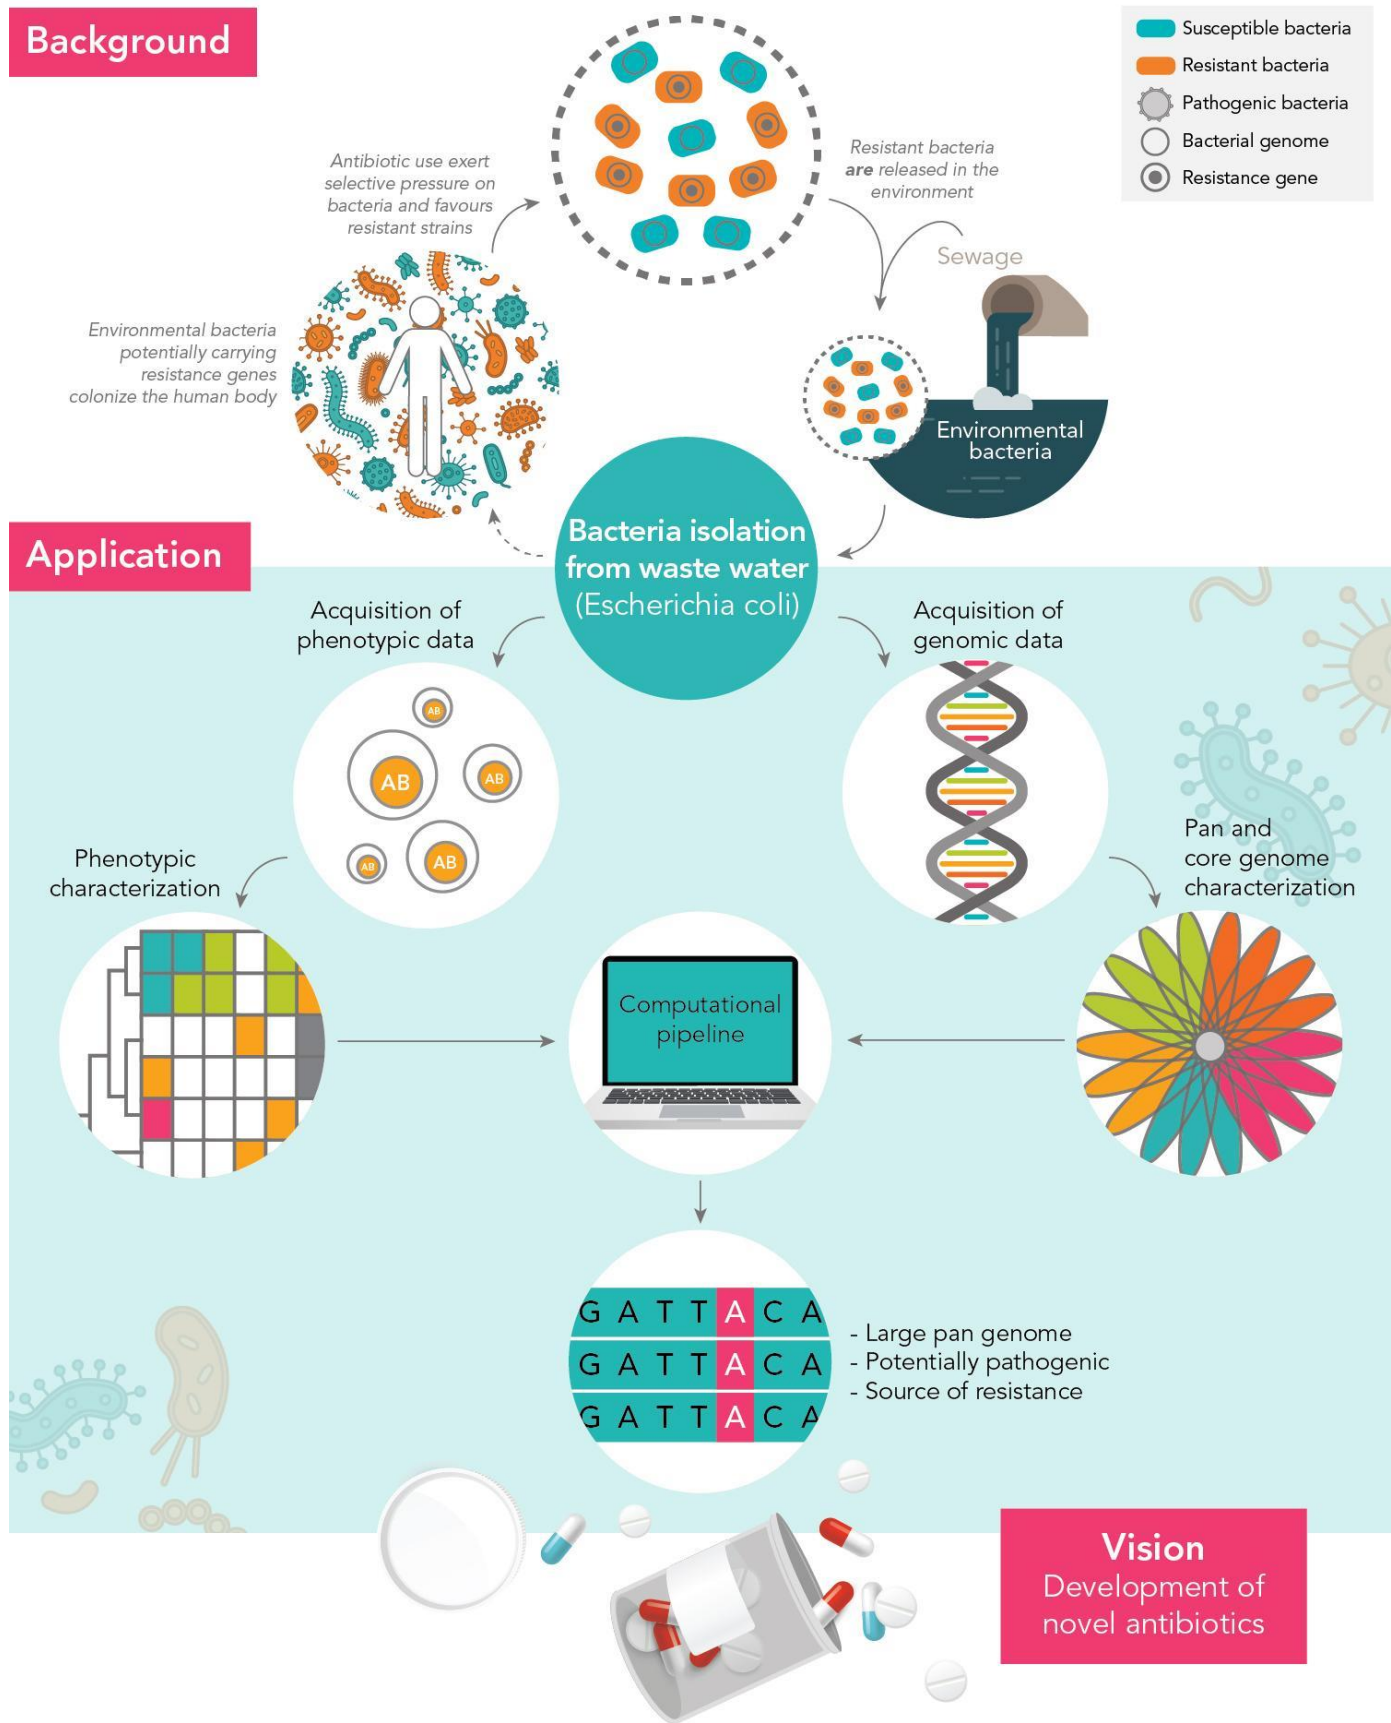 Background
Susceptible bacteria
Resistant bacteria
Pathogenic bacteria
Bacterial genome
Resistance gene
Antibiotic use exert
selective pressure on
bacteria and favours
resistant strains
Resistant bacteria
are released in the
environment
Sewage
Environmental bacteria
potentially carrying
resistance genes
colonize the human body
Environmental
bacteria
Bacteria isolation
from waste water
(Escherichia coli)
Application
Acquisition of
phenotypic data
Acquisition of
genomic data
AB
AB
AB
AB
AB
Phenotypic
characterization
Pan and
core genome
characterization
Computational
pipeline
G A T T A C A
G A T T A C A
G A T T A C A
- Large pan genome
- Potentially pathogenic
- Source of resistance
Vision
Development of
novel antibiotics